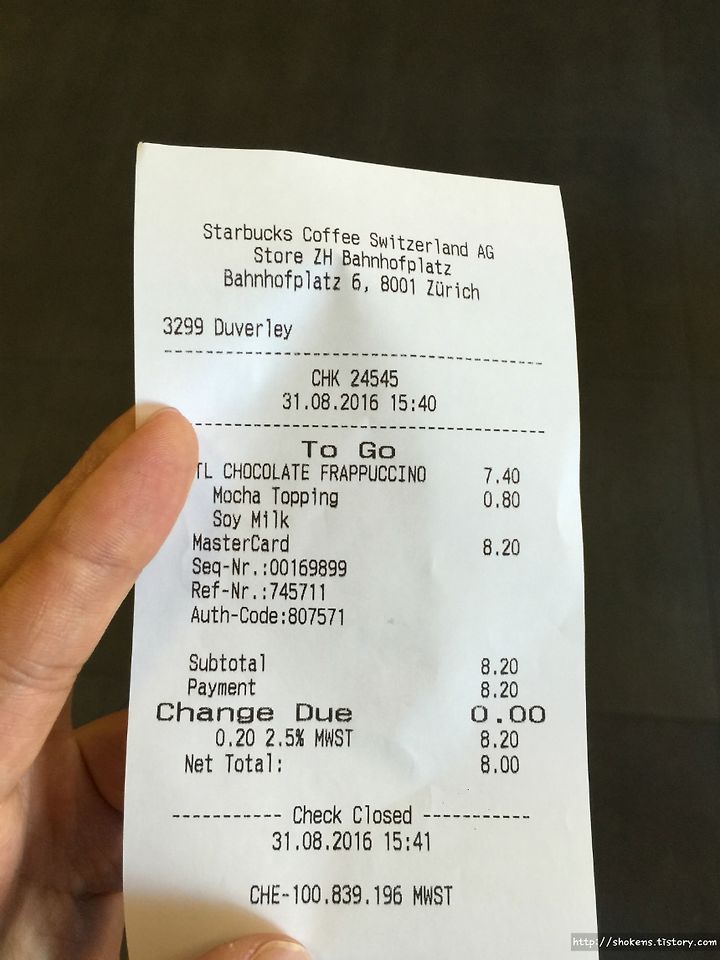 Starbucks Coffee Switzerland AG
Store ZH Bahnhofplatz
Bahnhofplatz 6, 8001 Zürich
3299 Duverley
CHK 24545
31.08.2016 15:40
To Go
TL CHOCOLATE FRAPPUCCINO 7.40
Mocha Topping 0.80
Soy Milk
MasterCard 8.20
Seq-Nr.:00169899
Ref-Nr.:745711
Auth-Code:807571
Subtotal 8.20
Payment 8.20
Change Due 0.00
0.20 2.5% MWST 8.20
Net Total: 8.00
----------- Check Closed -----------
31.08.2016 15:41
CHE-100.839.196 MWST
http://shokens.tistory.com